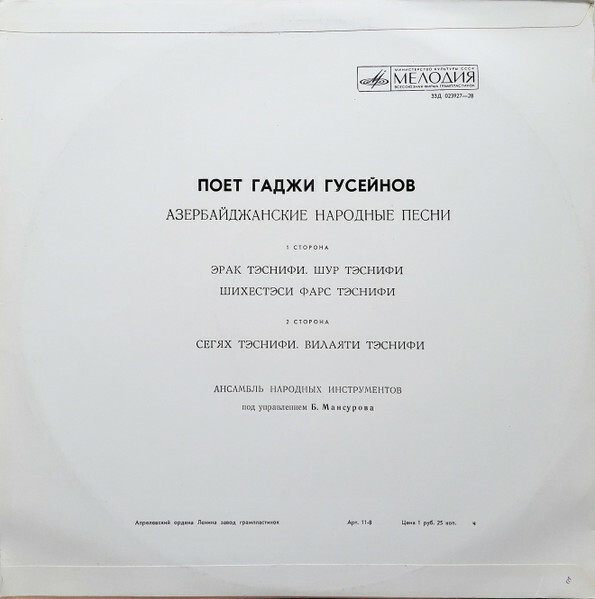 МИНИСТЕРСТВО КУЛЬТУРЫ СССР
МЕЛОДИЯ
ВСЕСОЮЗНАЯ ФИРМА ГРАМПЛАСТИНОК
33Д 023927—28
ПОЕТ ГАДЖИ ГУСЕЙНОВ
АЗЕРБАЙДЖАНСКИЕ НАРОДНЫЕ ПЕСНИ
1 СТОРОНА
ЭРАК ТЭСНИФИ. ШУР ТЭСНИФИ
ШИХЕСТЭСИ ФАРС ТЭСНИФИ
2 СТОРОНА
СЕГЯХ ТЭСНИФИ. ВИЛАЯТИ ТЭСНИФИ
АНСАМБЛЬ НАРОДНЫХ ИНСТРУМЕНТОВ
под управлением Б. Мансурова
Апрелевский ордена Ленина завод грампластинок Арт. 11-8 Цена 1 руб. 25 коп. ч